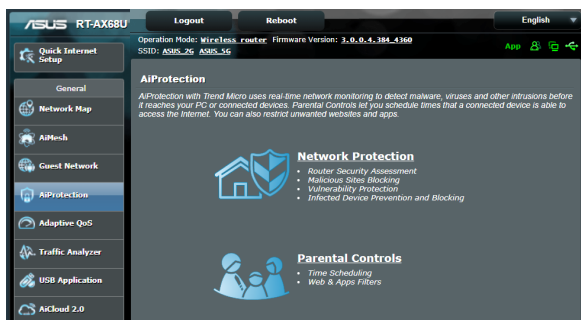 ASUS RT-AX68U Logout Reboot English
Operation Mode: Wireless router Firmware Version: 3.0.0.4.384_4360
SSID: ASUS_2G ASUS_5G
App
Quick Internet
Setup
General
Network Map
AiMesh
Guest Network
AiProtection
Adaptive QoS
Traffic Analyzer
USB Application
AiCloud 2.0
AiProtection
AiProtection with Trend Micro uses real-time network monitoring to detect malware, viruses and other intrusions before
it reaches your PC or connected devices. Parental Controls let you schedule times that a connected device is able to
access the Internet. You can also restrict unwanted websites and apps.
Network Protection
• Router Security Assessment
• Malicious Sites Blocking
• Vulnerability Protection
• Infected Device Prevention and Blocking
Parental Controls
• Time Scheduling
• Web & Apps Filters